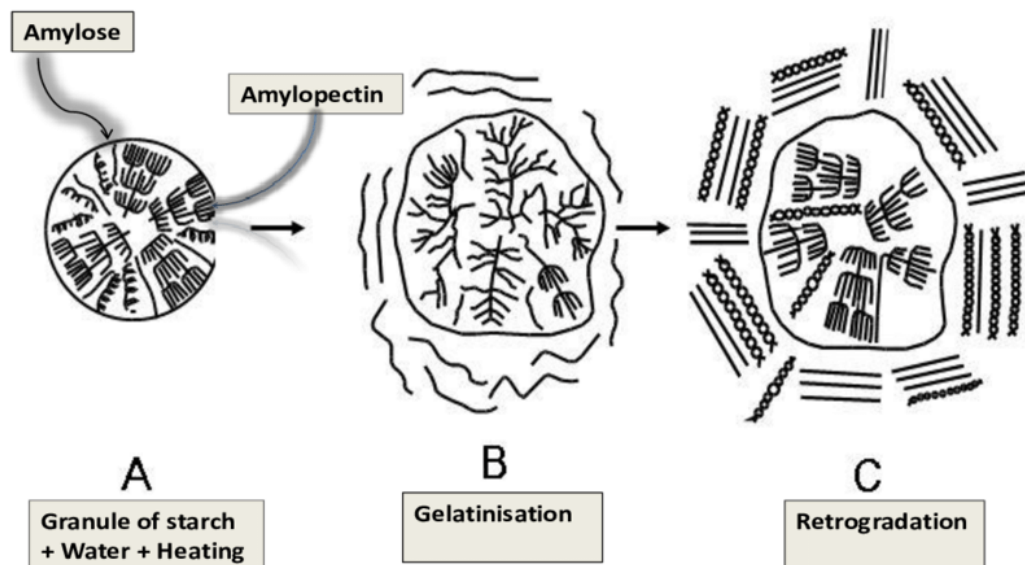 Amylose
Amylopectin
A
B
C
Granule of starch
+ Water + Heating
Gelatinisation
Retrogradation